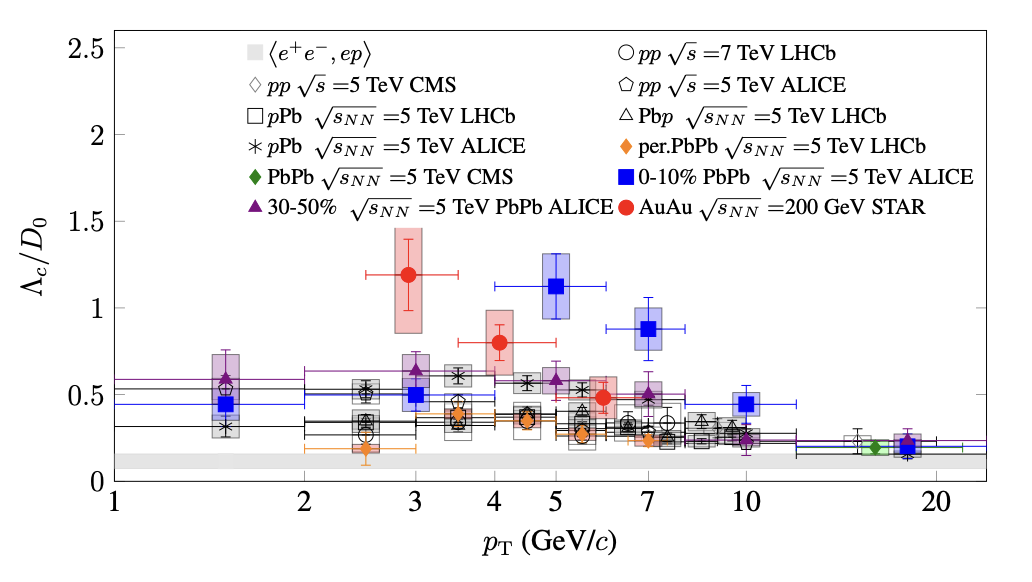 2.5
2
1.5
1
0.5
0
Λc/D0
⟨e⁺e⁻, ep⟩
pp √s =7 TeV LHCb
pp √s =5 TeV CMS
pp √s =5 TeV ALICE
pPb √sNN =5 TeV LHCb
Pbp √sNN =5 TeV LHCb
pPb √sNN =5 TeV ALICE
per.PbPb √sNN =5 TeV LHCb
PbPb √sNN =5 TeV CMS
0-10% PbPb √sNN =5 TeV ALICE
30-50% √sNN =5 TeV PbPb ALICE
AuAu √sNN =200 GeV STAR
1 2 3 4 5 7 10 20
pT (GeV/c)